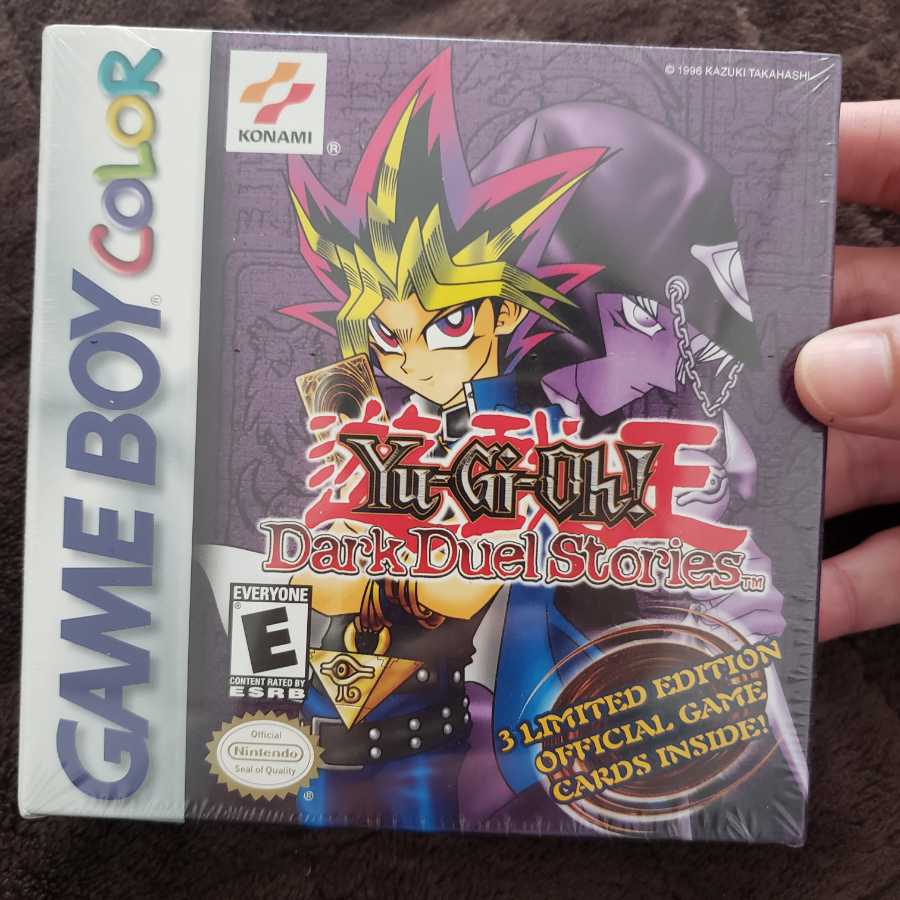 GAME BOY COLOR
®
KONAMI
®
© 1996 KAZUKI TAKAHASHI
遊戯王
Yu-Gi-Oh!
Dark Duel Stories™
EVERYONE
®
E
CONTENT RATED BY
ESRB
Official
Nintendo
Seal of Quality
®
3 LIMITED EDITION
OFFICIAL GAME
CARDS INSIDE!